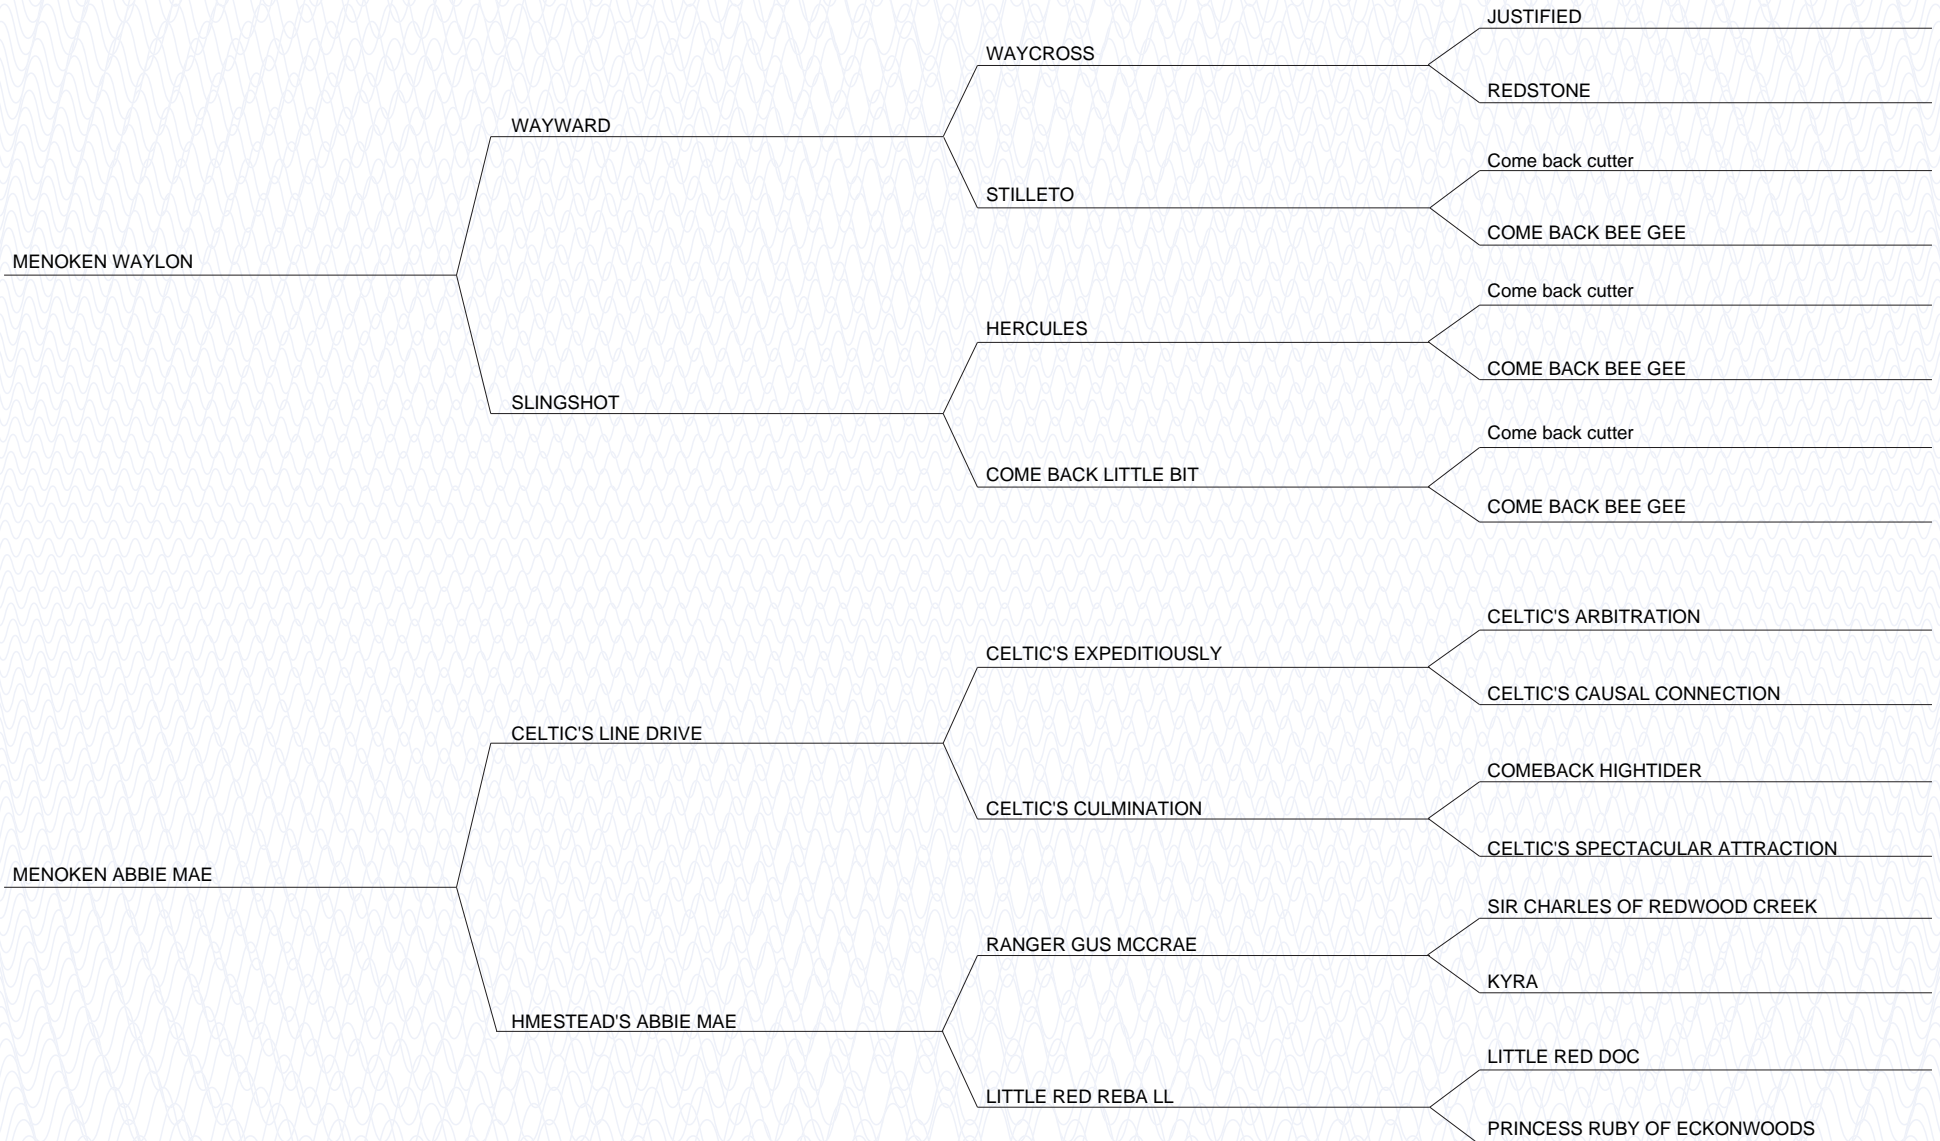 JUSTIFIED
WAYCROSS
REDSTONE
WAYWARD
Come back cutter
STILLETO
COME BACK BEE GEE
MENOKEN WAYLON
Come back cutter
HERCULES
COME BACK BEE GEE
SLINGSHOT
Come back cutter
COME BACK LITTLE BIT
COME BACK BEE GEE
CELTIC'S ARBITRATION
CELTIC'S EXPEDITIOUSLY
CELTIC'S CAUSAL CONNECTION
CELTIC'S LINE DRIVE
COMEBACK HIGHTIDER
CELTIC'S CULMINATION
CELTIC'S SPECTACULAR ATTRACTION
MENOKEN ABBIE MAE
SIR CHARLES OF REDWOOD CREEK
RANGER GUS MCCRAE
KYRA
HMESTEAD'S ABBIE MAE
LITTLE RED DOC
LITTLE RED REBA LL
PRINCESS RUBY OF ECKONWOODS